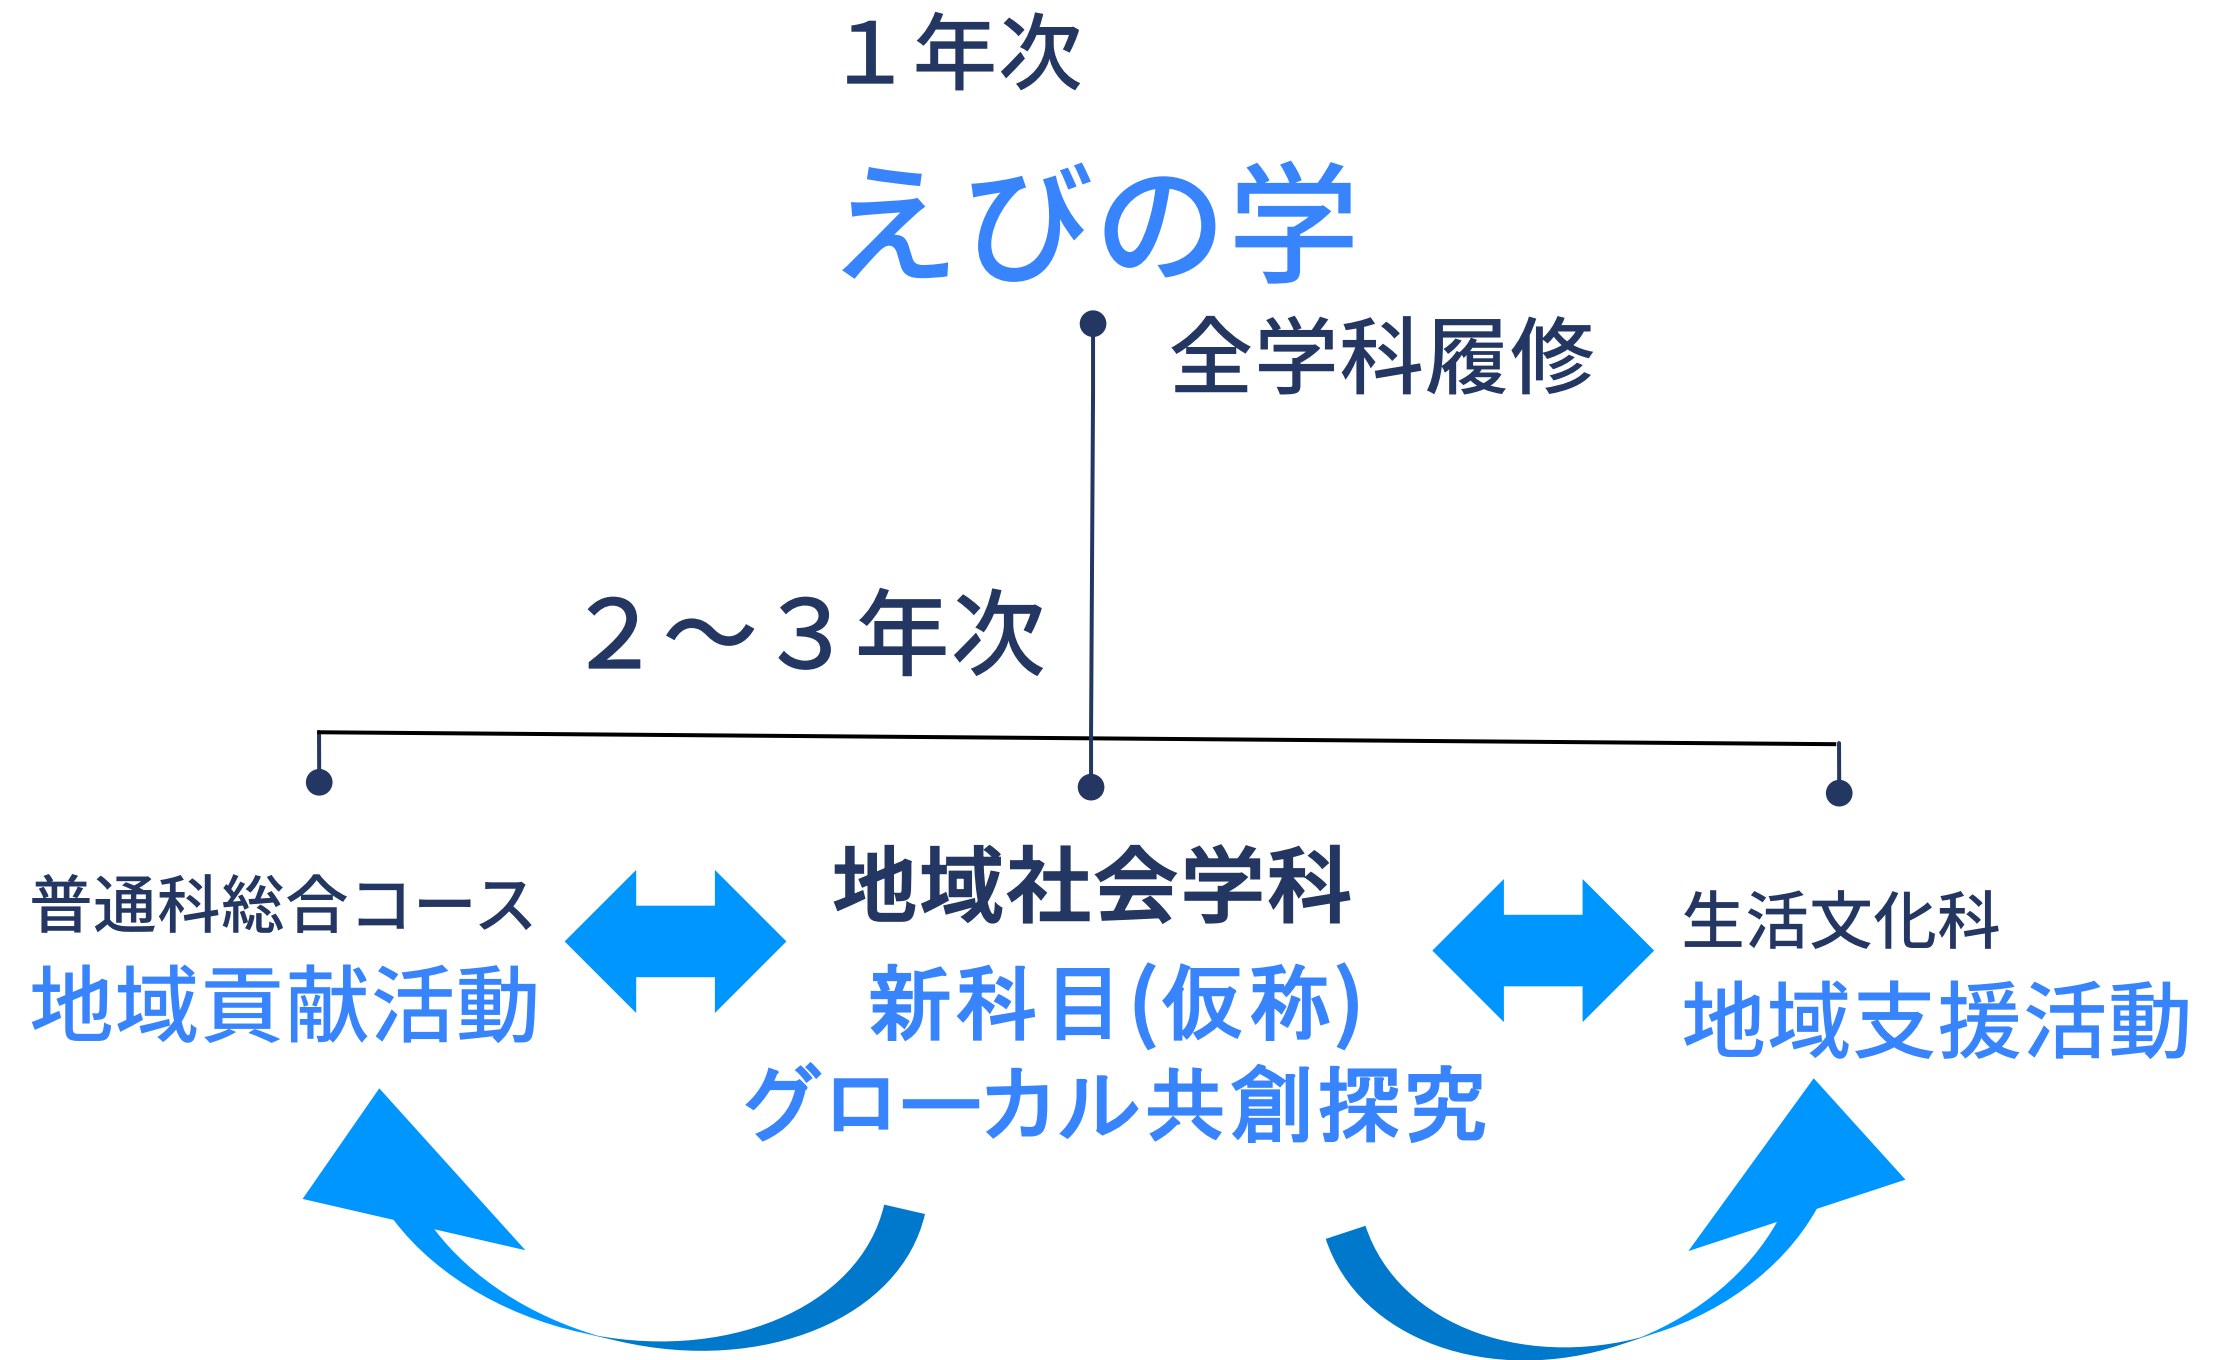 １年次
えびの学
全学科履修
２～３年次
普通科総合コース
地域貢献活動
地域社会学科
新科目(仮称)
グローカル共創探究
生活文化科
地域支援活動